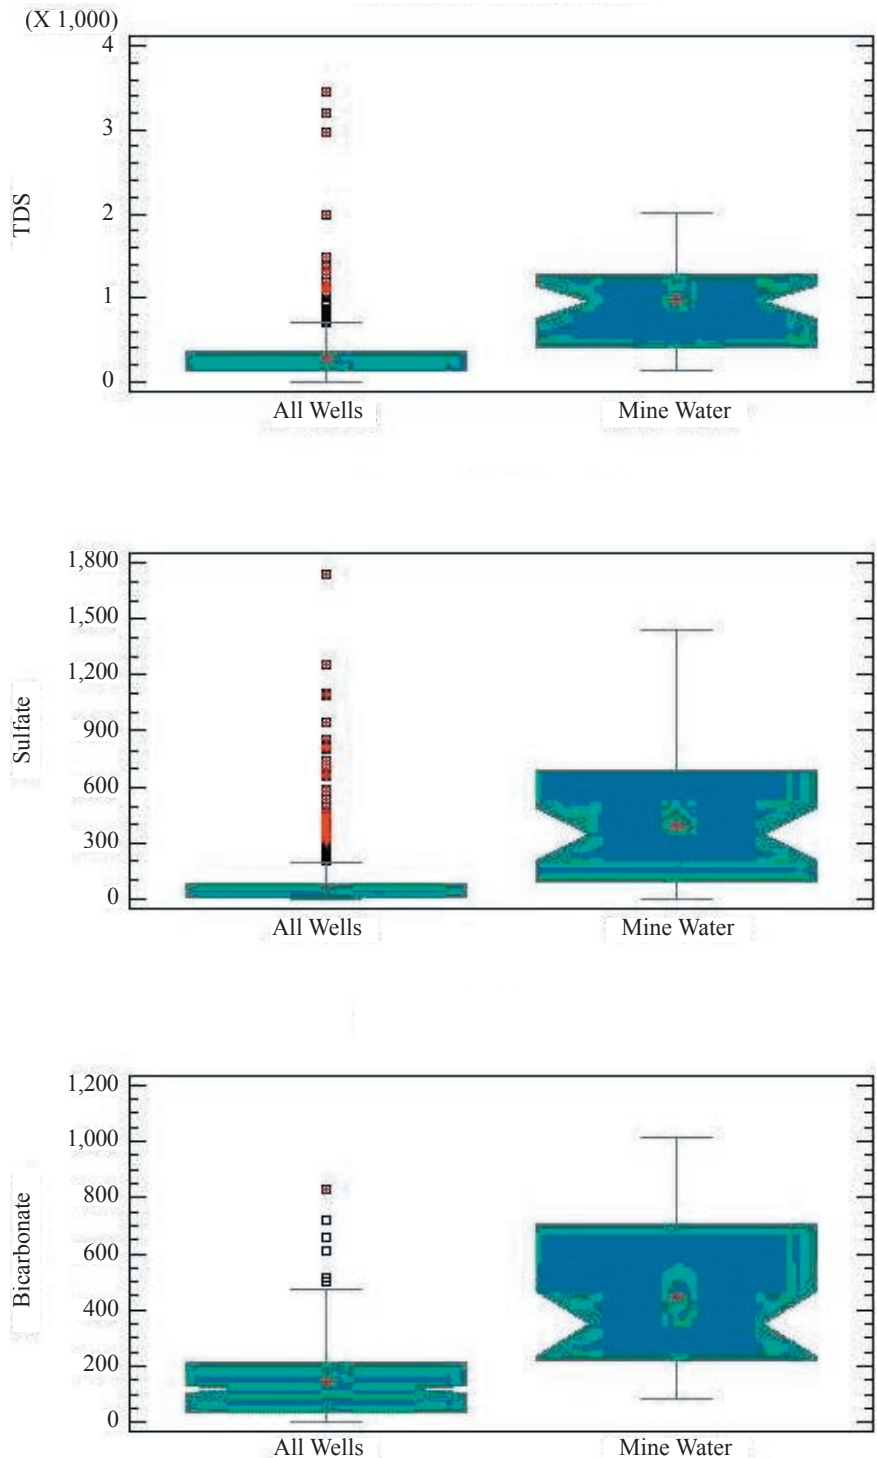 (X 1,000)
4
3
2
1
0
TDS
All Wells
Mine Water
1,800
1,500
1,200
900
600
300
0
Sulfate
All Wells
Mine Water
1,200
1,000
800
600
400
200
0
Bicarbonate
All Wells
Mine Water